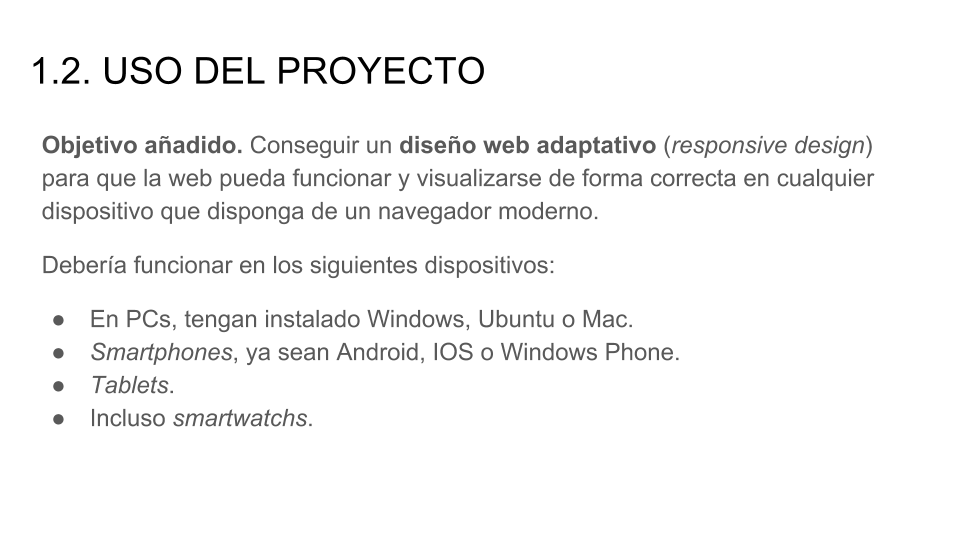 1.2. USO DEL PROYECTO
Objetivo añadido. Conseguir un diseño web adaptativo (responsive design)
para que la web pueda funcionar y visualizarse de forma correcta en cualquier
dispositivo que disponga de un navegador moderno.
Debería funcionar en los siguientes dispositivos:
● En PCs, tengan instalado Windows, Ubuntu o Mac.
● Smartphones, ya sean Android, IOS o Windows Phone.
● Tablets.
● Incluso smartwatchs.